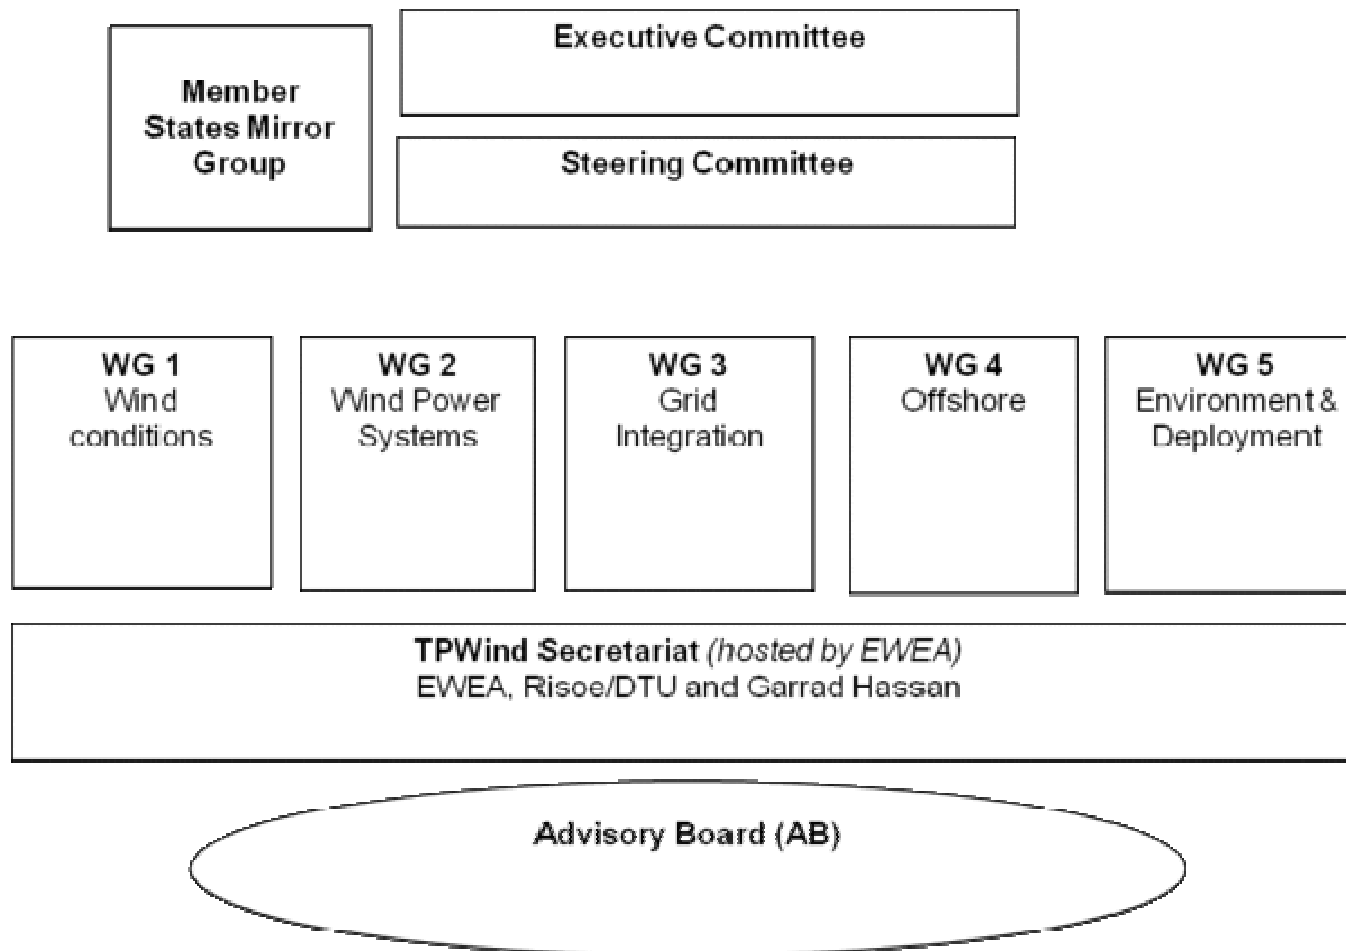 Executive Committee
Member
States Mirror
Group
Steering Committee
WG 1
Wind
conditions
WG 2
Wind Power
Systems
WG 3
Grid
Integration
WG 4
Offshore
WG 5
Environment &
Deployment
TPWind Secretariat (hosted by EWEA)
EWEA, Risoe/DTU and Garrad Hassan
Advisory Board (AB)